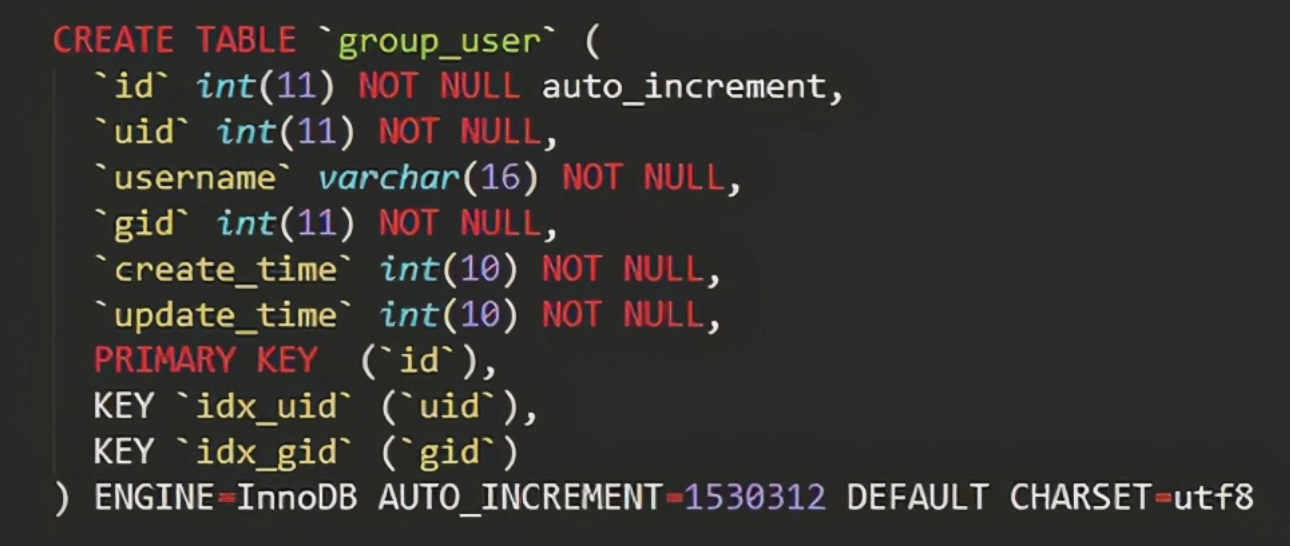 CREATE TABLE `group_user` (
  `id` int(11) NOT NULL auto_increment,
  `uid` int(11) NOT NULL,
  `username` varchar(16) NOT NULL,
  `gid` int(11) NOT NULL,
  `create_time` int(10) NOT NULL,
  `update_time` int(10) NOT NULL,
  PRIMARY KEY  (`id`),
  KEY `idx_uid` (`uid`),
  KEY `idx_gid` (`gid`)
) ENGINE=InnoDB AUTO_INCREMENT=1530312 DEFAULT CHARSET=utf8